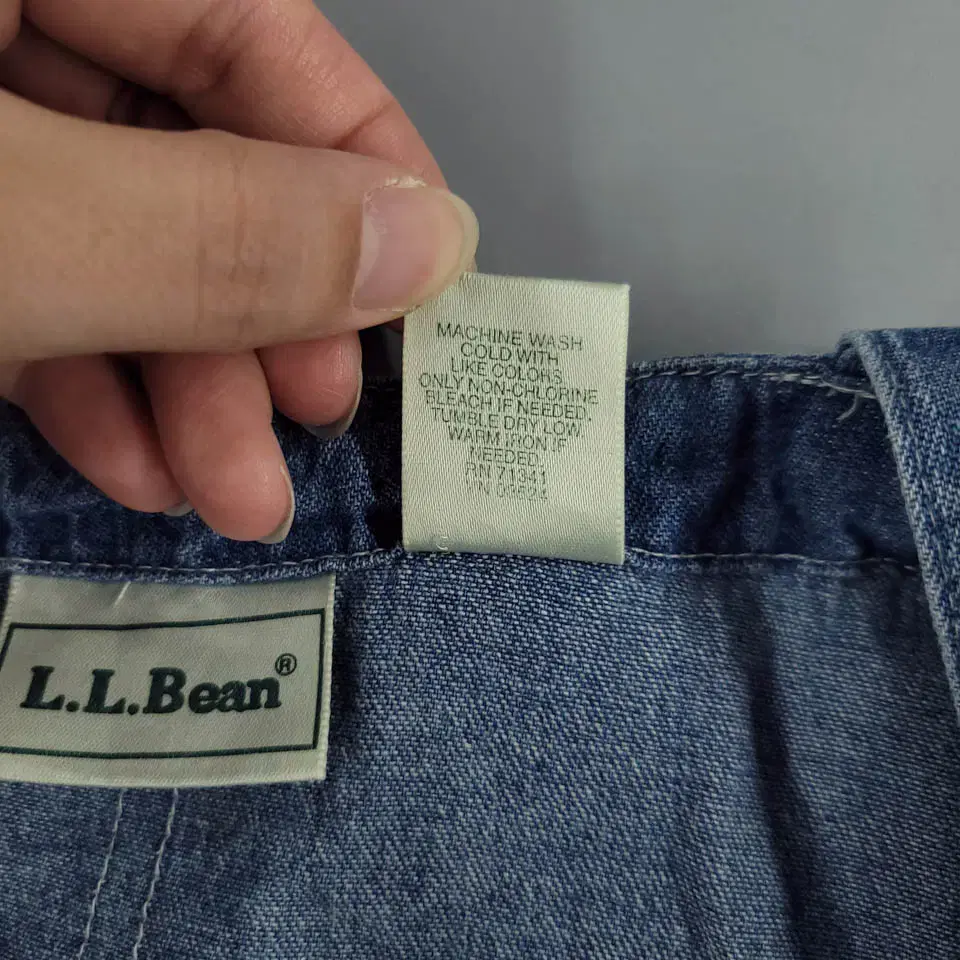 MACHINE WASH
COLD WITH
LIKE COLORS.
ONLY NON-CHLORINE
BLEACH IF NEEDED.
TUMBLE DRY LOW.
WARM IRON IF
NEEDED.
RN 71341
L.L.Bean®